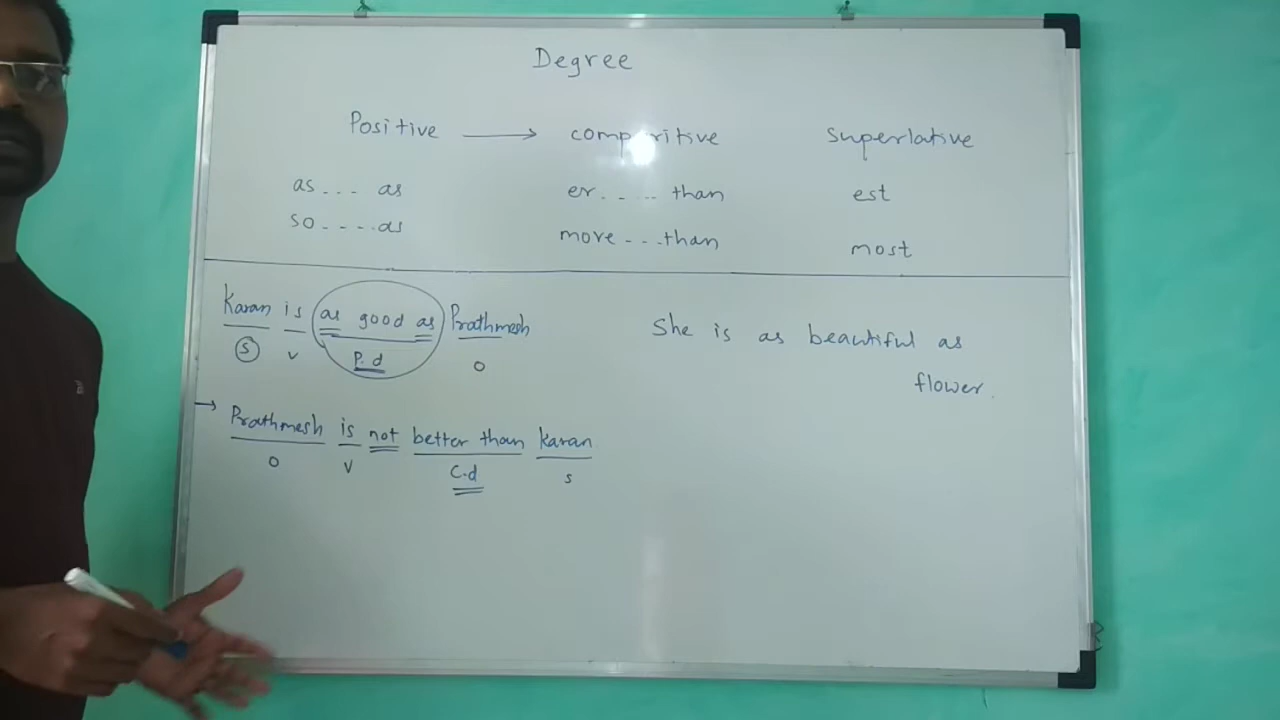 Degree
Positive → comparitive superlative
as... as er..... than est
so.....as more...than most
Karan is as good as Prathmesh
S v P.d o
→ Prathmesh is not better than Karan
o v C.d s
She is as beautiful as
flower.